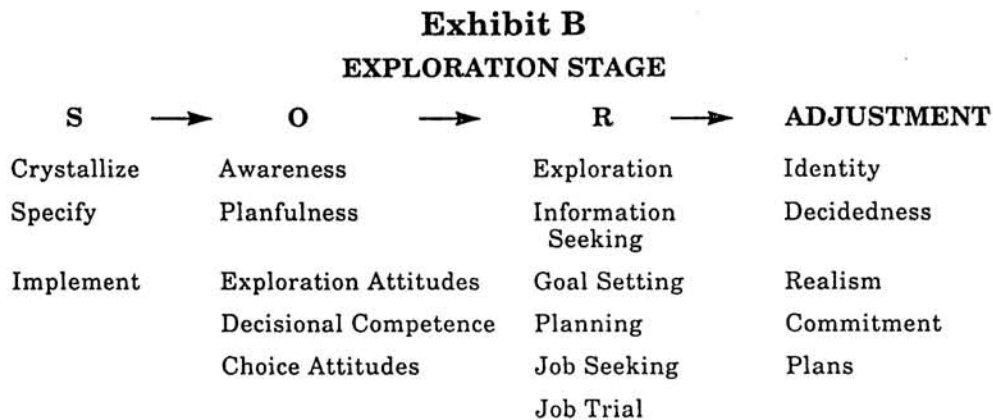 Exhibit B
EXPLORATION STAGE
S → O → R → ADJUSTMENT
Crystallize Awareness Exploration Identity
Specify Planfulness Information Decidedness
Seeking
Implement Exploration Attitudes Goal Setting Realism
Decisional Competence Planning Commitment
Choice Attitudes Job Seeking Plans
Job Trial